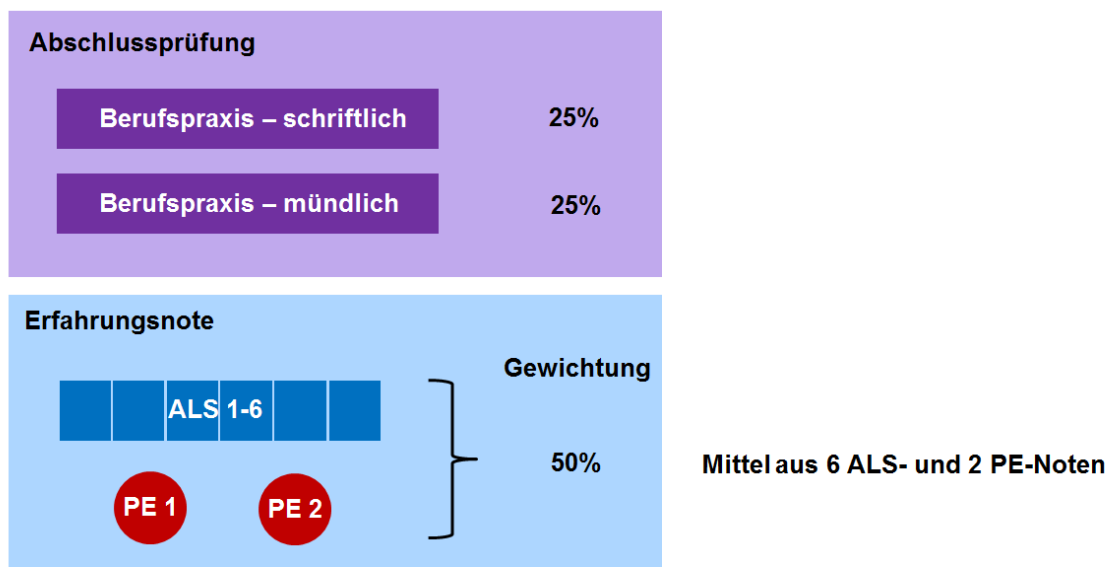 Abschlussprüfung
Berufspraxis – schriftlich 25%
Berufspraxis – mündlich 25%
Erfahrungsnote
Gewichtung
ALS 1-6
50% Mittel aus 6 ALS- und 2 PE-Noten
PE 1 PE 2